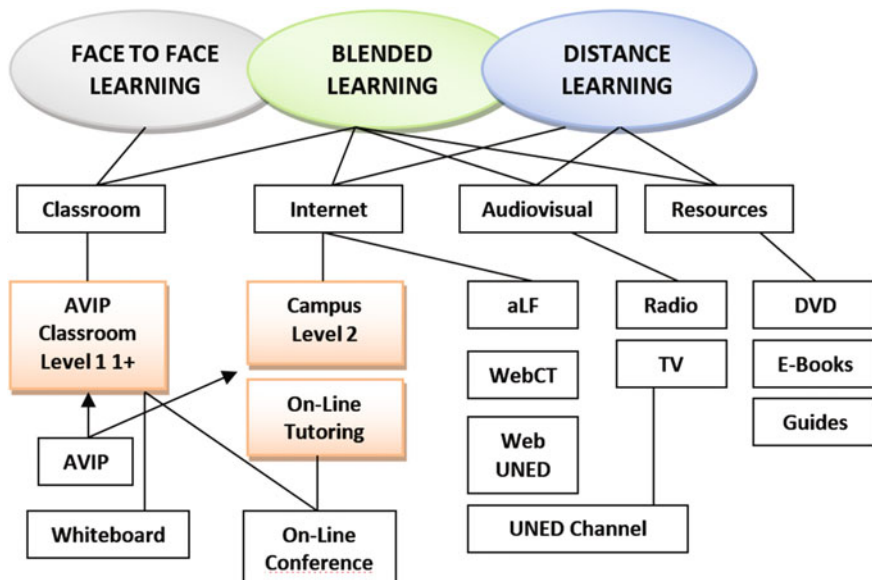 FACE TO FACE
LEARNING
BLENDED
LEARNING
DISTANCE
LEARNING
Classroom
Internet
Audiovisual
Resources
AVIP
Classroom
Level 1 1+
Campus
Level 2
aLF
Radio
DVD
WebCT
TV
E-Books
On-Line
Tutoring
Guides
AVIP
Web
UNED
Whiteboard
On-Line
Conference
UNED Channel